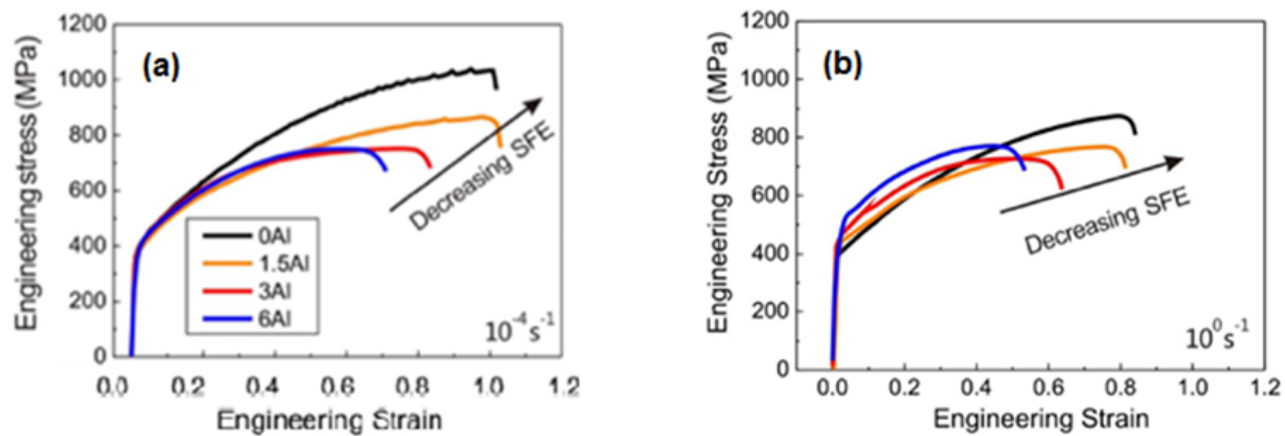 (a)
Engineering stress (MPa)
1200
1000
800
600
400
200
0
0.0 0.2 0.4 0.6 0.8 1.0 1.2
Engineering Strain
Decreasing SFE
0Al
1.5Al
3Al
6Al
10⁻⁴s⁻¹
(b)
Engineering Stress (MPa)
1200
1000
800
600
400
200
0
0.0 0.2 0.4 0.6 0.8 1.0 1.2
Engineering Strain
Decreasing SFE
10⁰s⁻¹